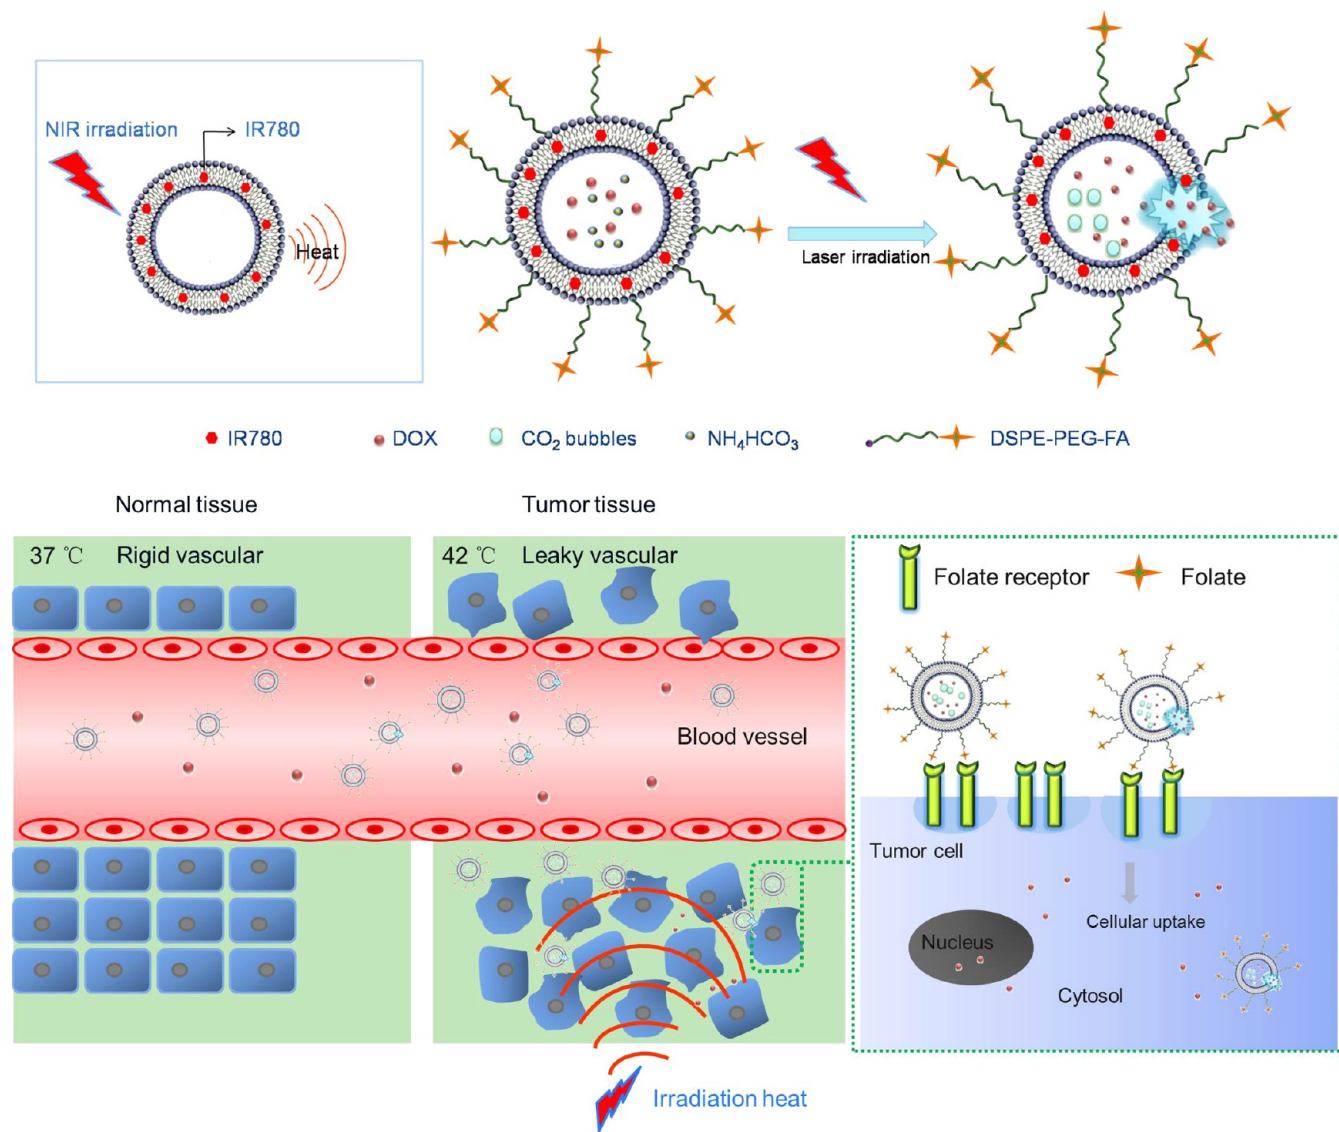 NIR irradiation
IR780
Heat
Laser irradiation
IR780
DOX
CO₂ bubbles
NH₄HCO₃
DSPE-PEG-FA
Normal tissue
Tumor tissue
37 ℃ Rigid vascular
42 ℃ Leaky vascular
Blood vessel
Folate receptor
Folate
Tumor cell
Cellular uptake
Nucleus
Cytosol
Irradiation heat